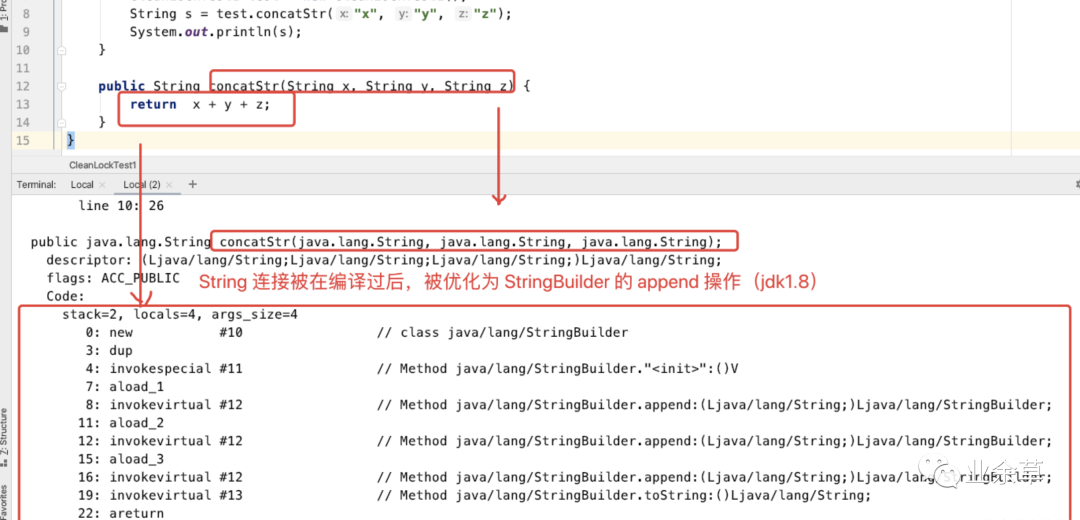 1: Pro
8 String s = test.concatStr( x: "x", y: "y", z: "z");
9 System.out.println(s);
10 }
11
12 public String concatStr(String x, String y, String z) {
13 return x + y + z;
14 }
15 }
CleanLockTest1
Terminal: Local × Local (2) × +
line 10: 26
public java.lang.String concatStr(java.lang.String, java.lang.String, java.lang.String);
descriptor: (Ljava/lang/String;Ljava/lang/String;Ljava/lang/String;)Ljava/lang/String;
flags: ACC_PUBLIC
String 连接被在编译过后，被优化为 StringBuilder 的 append 操作（jdk1.8）
Code:
stack=2, locals=4, args_size=4
0: new #10 // class java/lang/StringBuilder
3: dup
4: invokespecial #11 // Method java/lang/StringBuilder."<init>":()V
7: aload_1
8: invokevirtual #12 // Method java/lang/StringBuilder.append:(Ljava/lang/String;)Ljava/lang/StringBuilder;
11: aload_2
12: invokevirtual #12 // Method java/lang/StringBuilder.append:(Ljava/lang/String;)Ljava/lang/StringBuilder;
15: aload_3
16: invokevirtual #12 // Method java/lang/StringBuilder.append:(Ljava/lang/String;)Ljava/lang/StringBuilder;
19: invokevirtual #13 // Method java/lang/StringBuilder.toString:()Ljava/lang/String;
22: areturn
7: Structure
Favorites
业余草